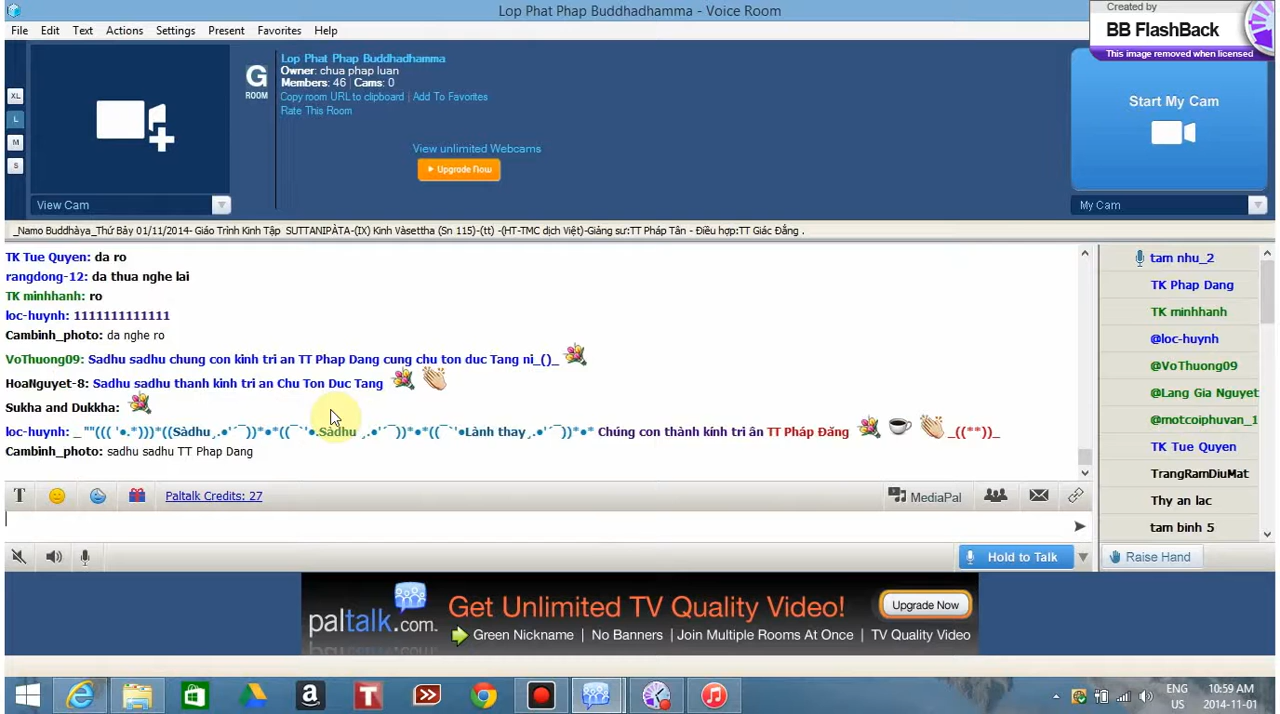 Lop Phat Phap Buddhadhamma - Voice Room
Created by
BB FlashBack
This image removed when licensed
File Edit Text Actions Settings Present Favorites Help
XL
L
M
S
View Cam
G
ROOM
Lop Phat Phap Buddhadhamma
Owner: chua phap luan
Members: 46 | Cams: 0
Copy room URL to clipboard | Add To Favorites
Rate This Room
View unlimited Webcams
Upgrade Now
Start My Cam
My Cam
_Namo Buddhàya_Thứ Bảy 01/11/2014- Giáo Trình Kinh Tập SUTTANIPÀTA-(IX) Kinh Vàsettha (Sn 115)-(tt) -(HT-TMC dịch Việt)-Giảng sư:TT Pháp Tân - Điều hợp:TT Giác Đẳng .
TK Tue Quyen: da ro
rangdong-12: da thua nghe lai
TK minhhanh: ro
loc-huynh: 1111111111111
Cambinh_photo: da nghe ro
VoThuong09: Sadhu sadhu chung con kinh tri an TT Phap Dang cung chu ton duc Tang ni_()_
HoaNguyet-8: Sadhu sadhu thanh kinh tri an Chu Ton Duc Tang
Sukha and Dukkha:
loc-huynh: _ ""((( '•.*)))*((Sàdhu¸.•'´¯))*•*((¯`'•.Sàdhu ¸.•'´¯))*•*((¯`'•Lành thay¸.•'´¯))*•* Chúng con thành kính tri ân TT Pháp Đăng _((**))_
Cambinh_photo: sadhu sadhu TT Phap Dang
tam nhu_2
TK Phap Dang
TK minhhanh
@loc-huynh
@VoThuong09
@Lang Gia Nguyet
@motcoiphuvan_1
TK Tue Quyen
TrangRamDiuMat
Thy an lac
tam binh 5
T Paltalk Credits: 27
MediaPal
Hold to Talk
Raise Hand
paltalk.com.
Get Unlimited TV Quality Video!
Green Nickname | No Banners | Join Multiple Rooms At Once | TV Quality Video
Upgrade Now
ENG
US
10:59 AM
2014-11-01